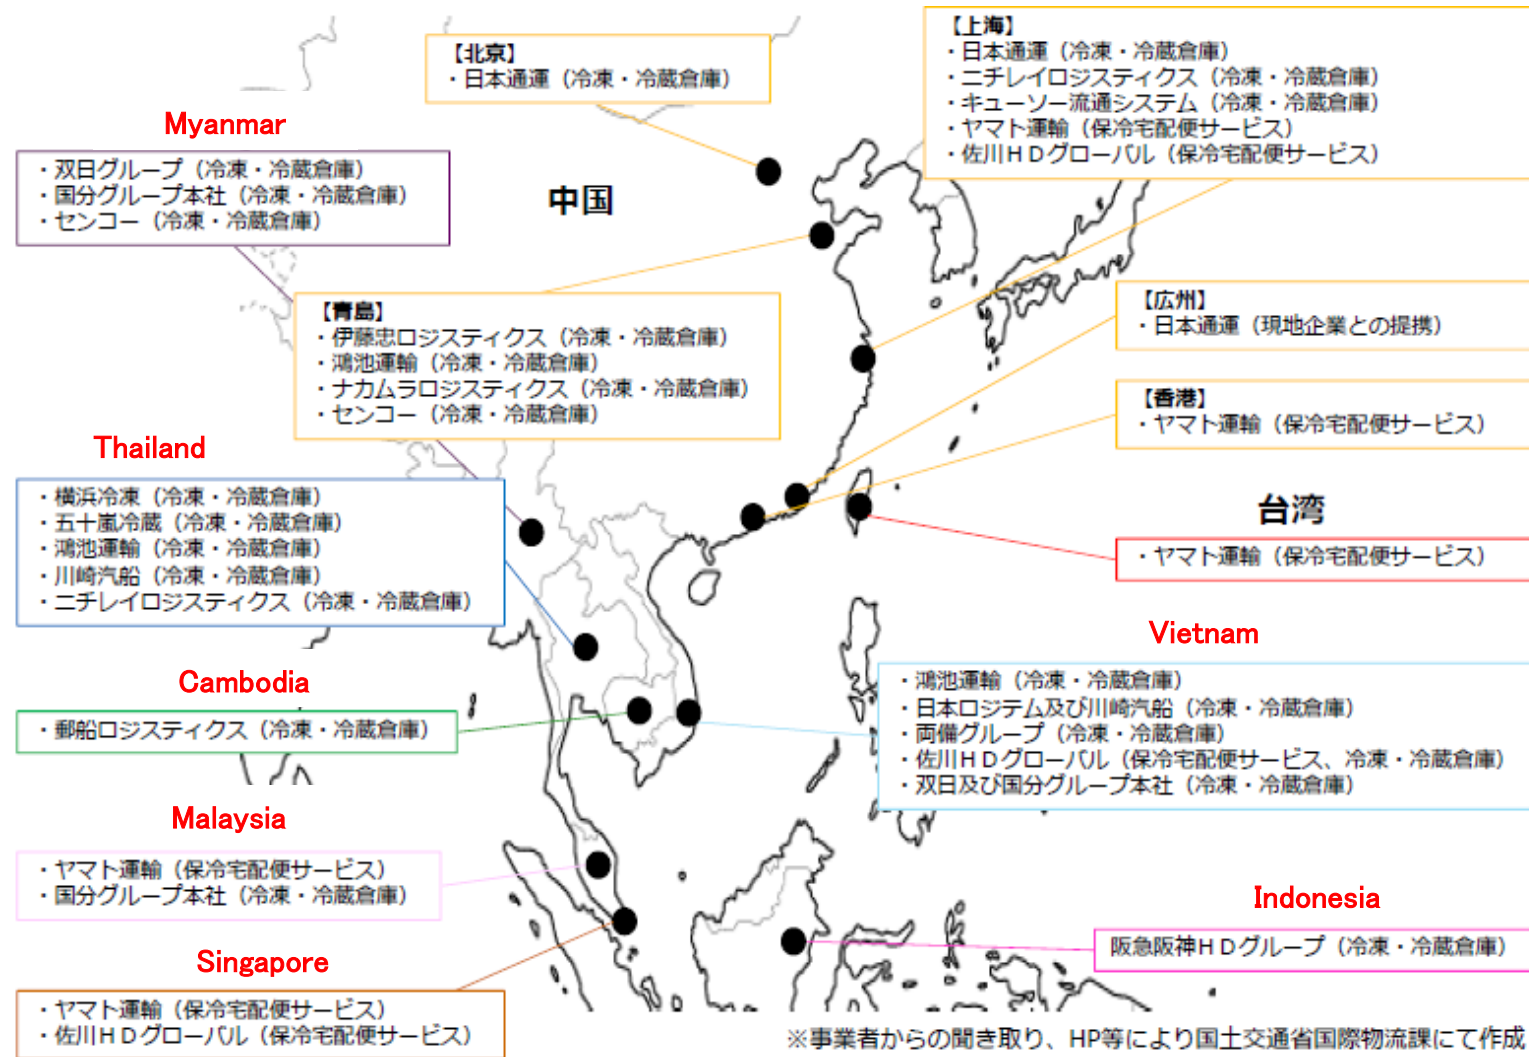 【北京】
・日本通運（冷凍・冷蔵倉庫）
【上海】
・日本通運（冷凍・冷蔵倉庫）
・ニチレイロジスティクス（冷凍・冷蔵倉庫）
・キューソー流通システム（冷凍・冷蔵倉庫）
・ヤマト運輸（保冷宅配便サービス）
・佐川ＨＤグローバル（保冷宅配便サービス）
Myanmar
・双日グループ（冷凍・冷蔵倉庫）
・国分グループ本社（冷凍・冷蔵倉庫）
・センコー（冷凍・冷蔵倉庫）
中国
【青島】
・伊藤忠ロジスティクス（冷凍・冷蔵倉庫）
・鴻池運輸（冷凍・冷蔵倉庫）
・ナカムラロジスティクス（冷凍・冷蔵倉庫）
・センコー（冷凍・冷蔵倉庫）
【広州】
・日本通運（現地企業との提携）
【香港】
・ヤマト運輸（保冷宅配便サービス）
Thailand
・横浜冷凍（冷凍・冷蔵倉庫）
・五十嵐冷蔵（冷凍・冷蔵倉庫）
・鴻池運輸（冷凍・冷蔵倉庫）
・川崎汽船（冷凍・冷蔵倉庫）
・ニチレイロジスティクス（冷凍・冷蔵倉庫）
台湾
・ヤマト運輸（保冷宅配便サービス）
Vietnam
・鴻池運輸（冷凍・冷蔵倉庫）
・日本ロジテム及び川崎汽船（冷凍・冷蔵倉庫）
・両備グループ（冷凍・冷蔵倉庫）
・佐川ＨＤグローバル（保冷宅配便サービス、冷凍・冷蔵倉庫）
・双日及び国分グループ本社（冷凍・冷蔵倉庫）
Cambodia
・郵船ロジスティクス（冷凍・冷蔵倉庫）
Malaysia
・ヤマト運輸（保冷宅配便サービス）
・国分グループ本社（冷凍・冷蔵倉庫）
Indonesia
阪急阪神ＨＤグループ（冷凍・冷蔵倉庫）
Singapore
・ヤマト運輸（保冷宅配便サービス）
・佐川ＨＤグローバル（保冷宅配便サービス）
※事業者からの聞き取り、HP等により国土交通省国際物流課にて作成